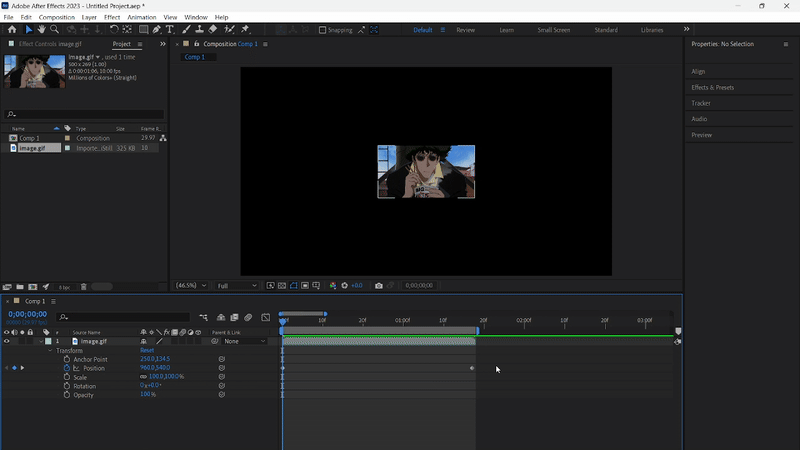 Adobe After Effects 2023 - Untitled Project.aep *
File Edit Composition Layer Effect Animation View Window Help
Snapping Default Review Learn Small Screen Standard Libraries
Effect Controls image.gif Project
Composition Comp 1
Properties: No Selection
Comp 1
image.gif , used 1 time
500 x 269 (1.00)
Δ 0:00:01:06, 10.00 fps
Millions of Colors+ (Straight)
Align
Effects & Presets
Tracker
Audio
Preview
Name Type Size Frame R...
Comp 1 Composition 29.97
image.gif Importe...iStill 325 KB 10
8 bpc
(46.5%) Full +0.0 0;00;00;00
Comp 1
0;00;00;00
Source Name Parent & Link
00f 10f 20f 01:00f 10f 20f 02:00f 10f 20f 03:00f
1 image.gif None
Transform Reset
Anchor Point 250.0,134.5
Position 960.0,540.0
Scale 100.0,100.0%
Rotation 0x+0.0°
Opacity 100%